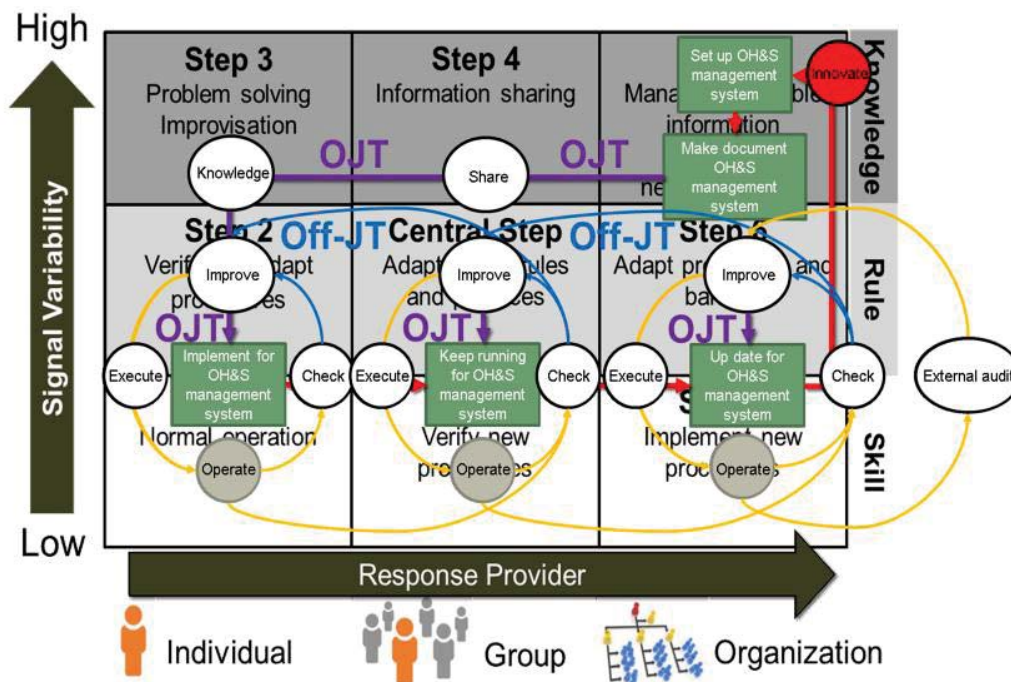 High
Signal Variability
Low
Step 3
Problem solving
Improvisation
Knowledge
OJT
Step 4
Information sharing
Share
OJT
Set up OH&S
management
system
Innovate
information
Make document
OH&S
management
system
Knowledge
Step 2
Improve
OJT
Off-JT
Central Step
Improve
OJT
Off-JT
Improve
OJT
Rule
Execute
Implement for
OH&S
management
system
Check
Execute
Keep running
for OH&S
management
system
Check
Execute
Up date for
OH&S
management
system
Check
External audit
Normal operation
Operate
Verify new
Operate
Implement new
Operate
Skill
Response Provider
Individual
Group
Organization